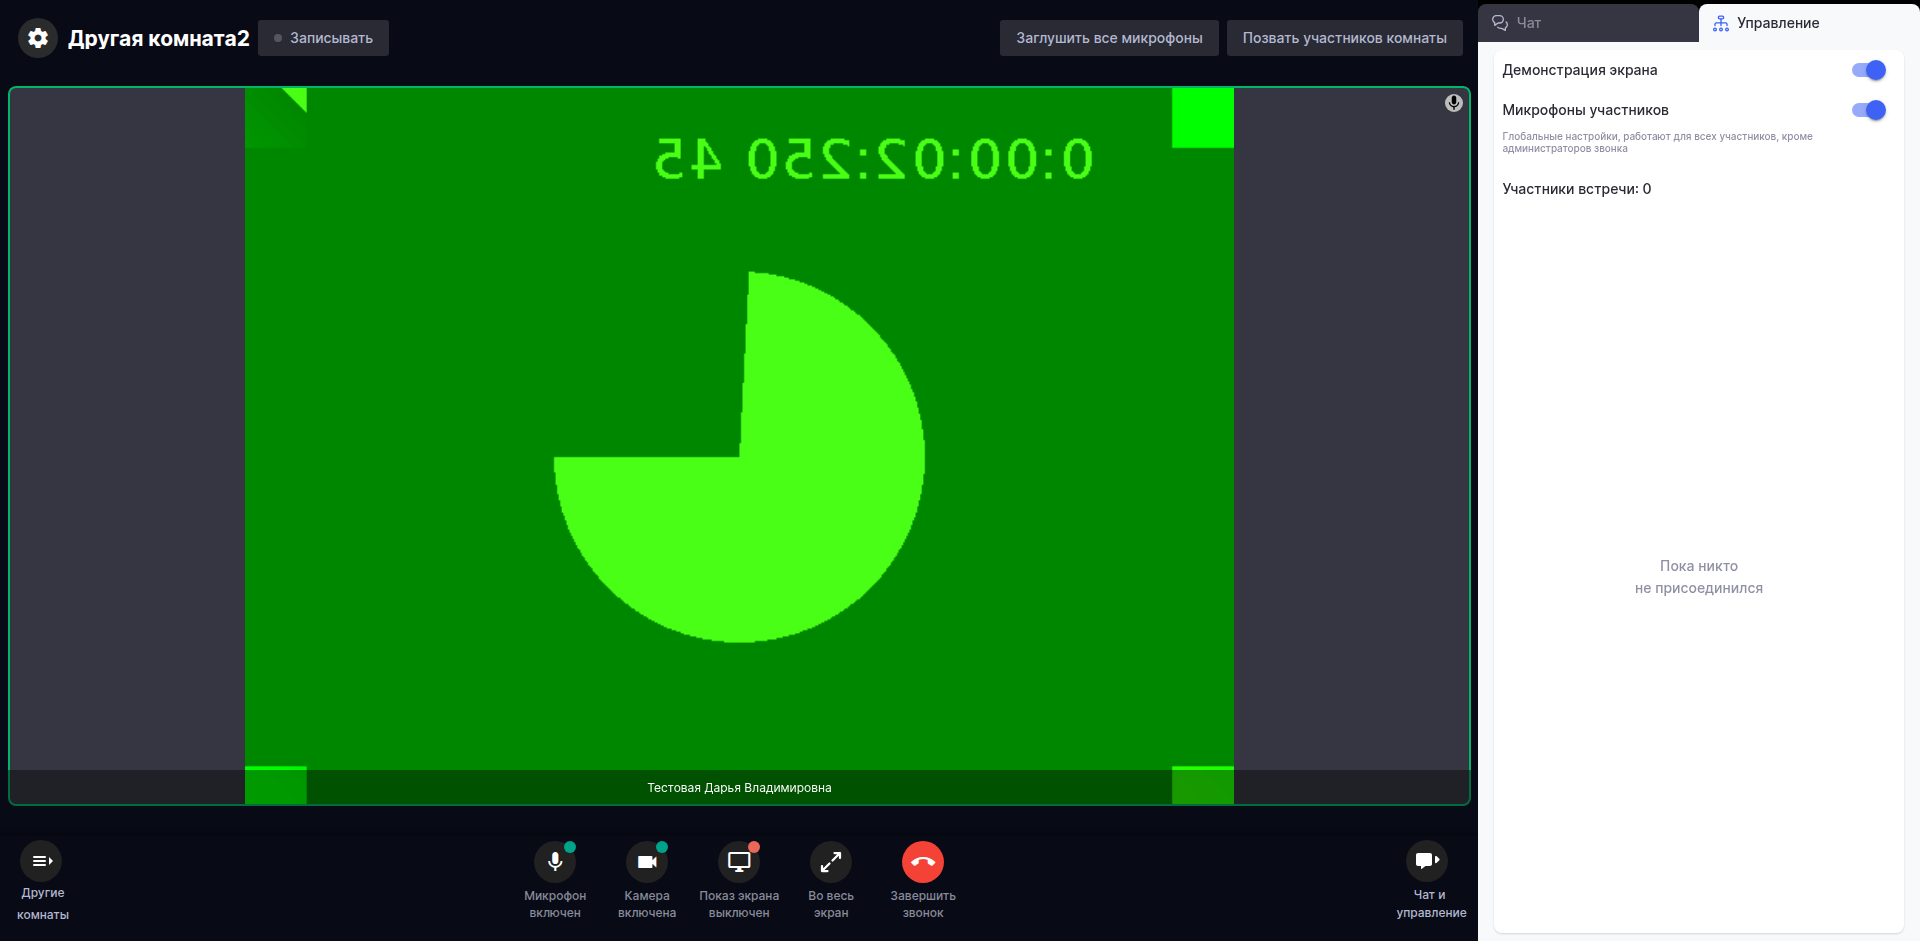 Другая комната2
Записывать
Заглушить все микрофоны
Позвать участников комнаты
Чат
Управление
Демонстрация экрана
Микрофоны участников
Глобальные настройки, работают для всех участников, кроме
администраторов звонка
Участники встречи: 0
Пока никто
не присоединился
0:00:02:250 45
Тестовая Дарья Владимировна
Другие
комнаты
Микрофон
включен
Камера
включена
Показ экрана
выключен
Во весь
экран
Завершить
звонок
Чат и
управление